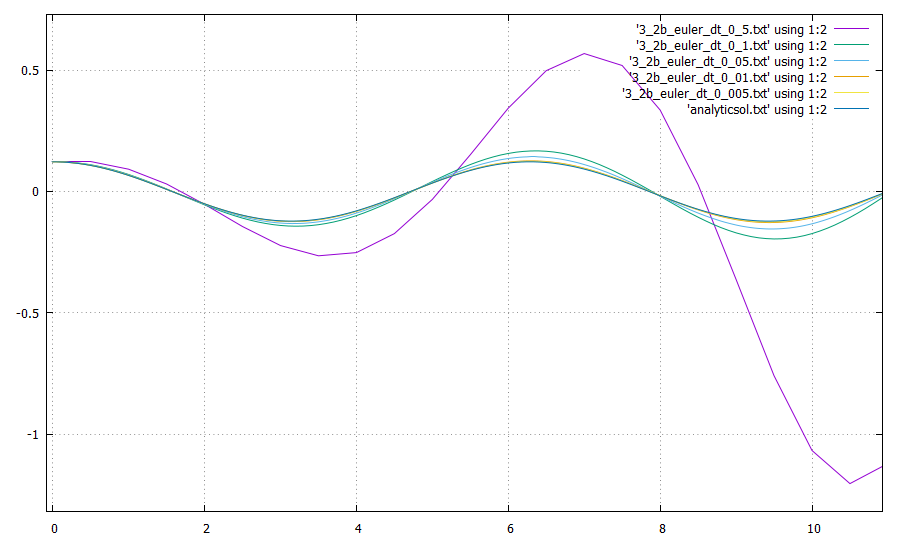 '3_2b_euler_dt_0_5.txt' using 1:2
'3_2b_euler_dt_0_1.txt' using 1:2
'3_2b_euler_dt_0_05.txt' using 1:2
'3_2b_euler_dt_0_01.txt' using 1:2
'3_2b_euler_dt_0_005.txt' using 1:2
'analyticsol.txt' using 1:2
0.5
0
-0.5
-1
0 2 4 6 8 10